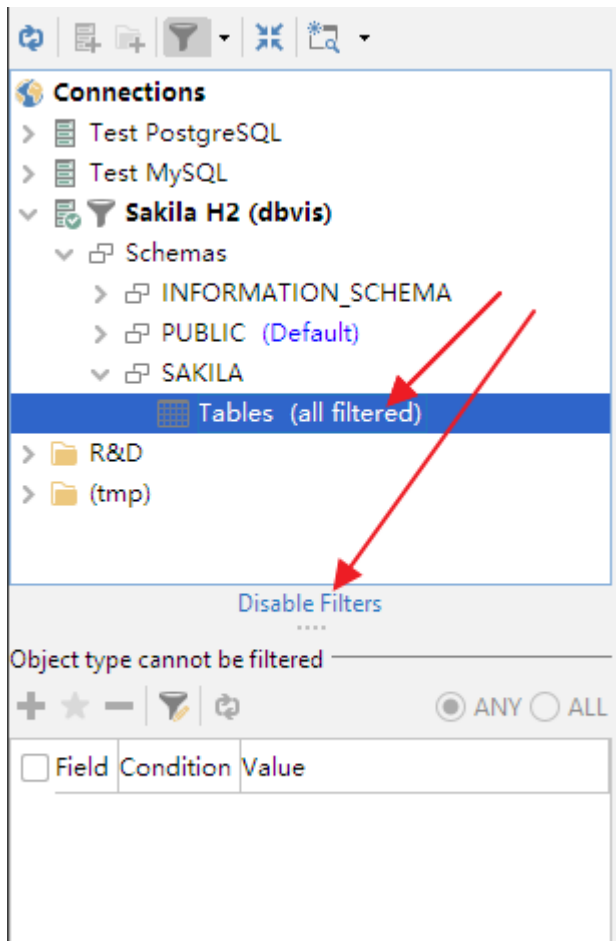 Connections
Test PostgreSQL
Test MySQL
Sakila H2 (dbvis)
Schemas
INFORMATION_SCHEMA
PUBLIC (Default)
SAKILA
Tables (all filtered)
R&D
(tmp)
Disable Filters
Object type cannot be filtered
ANY ALL
Field Condition Value